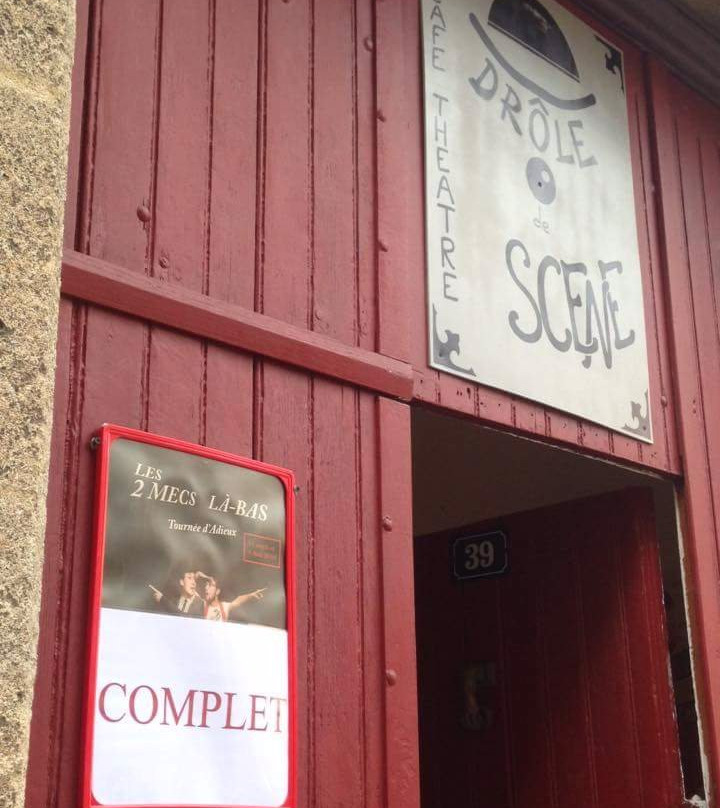 CAFE THEATRE
DRÔLE
de
SCENE
39
LES
2 MECS LÀ-BAS
Tournée d'Adieux
COMPLET